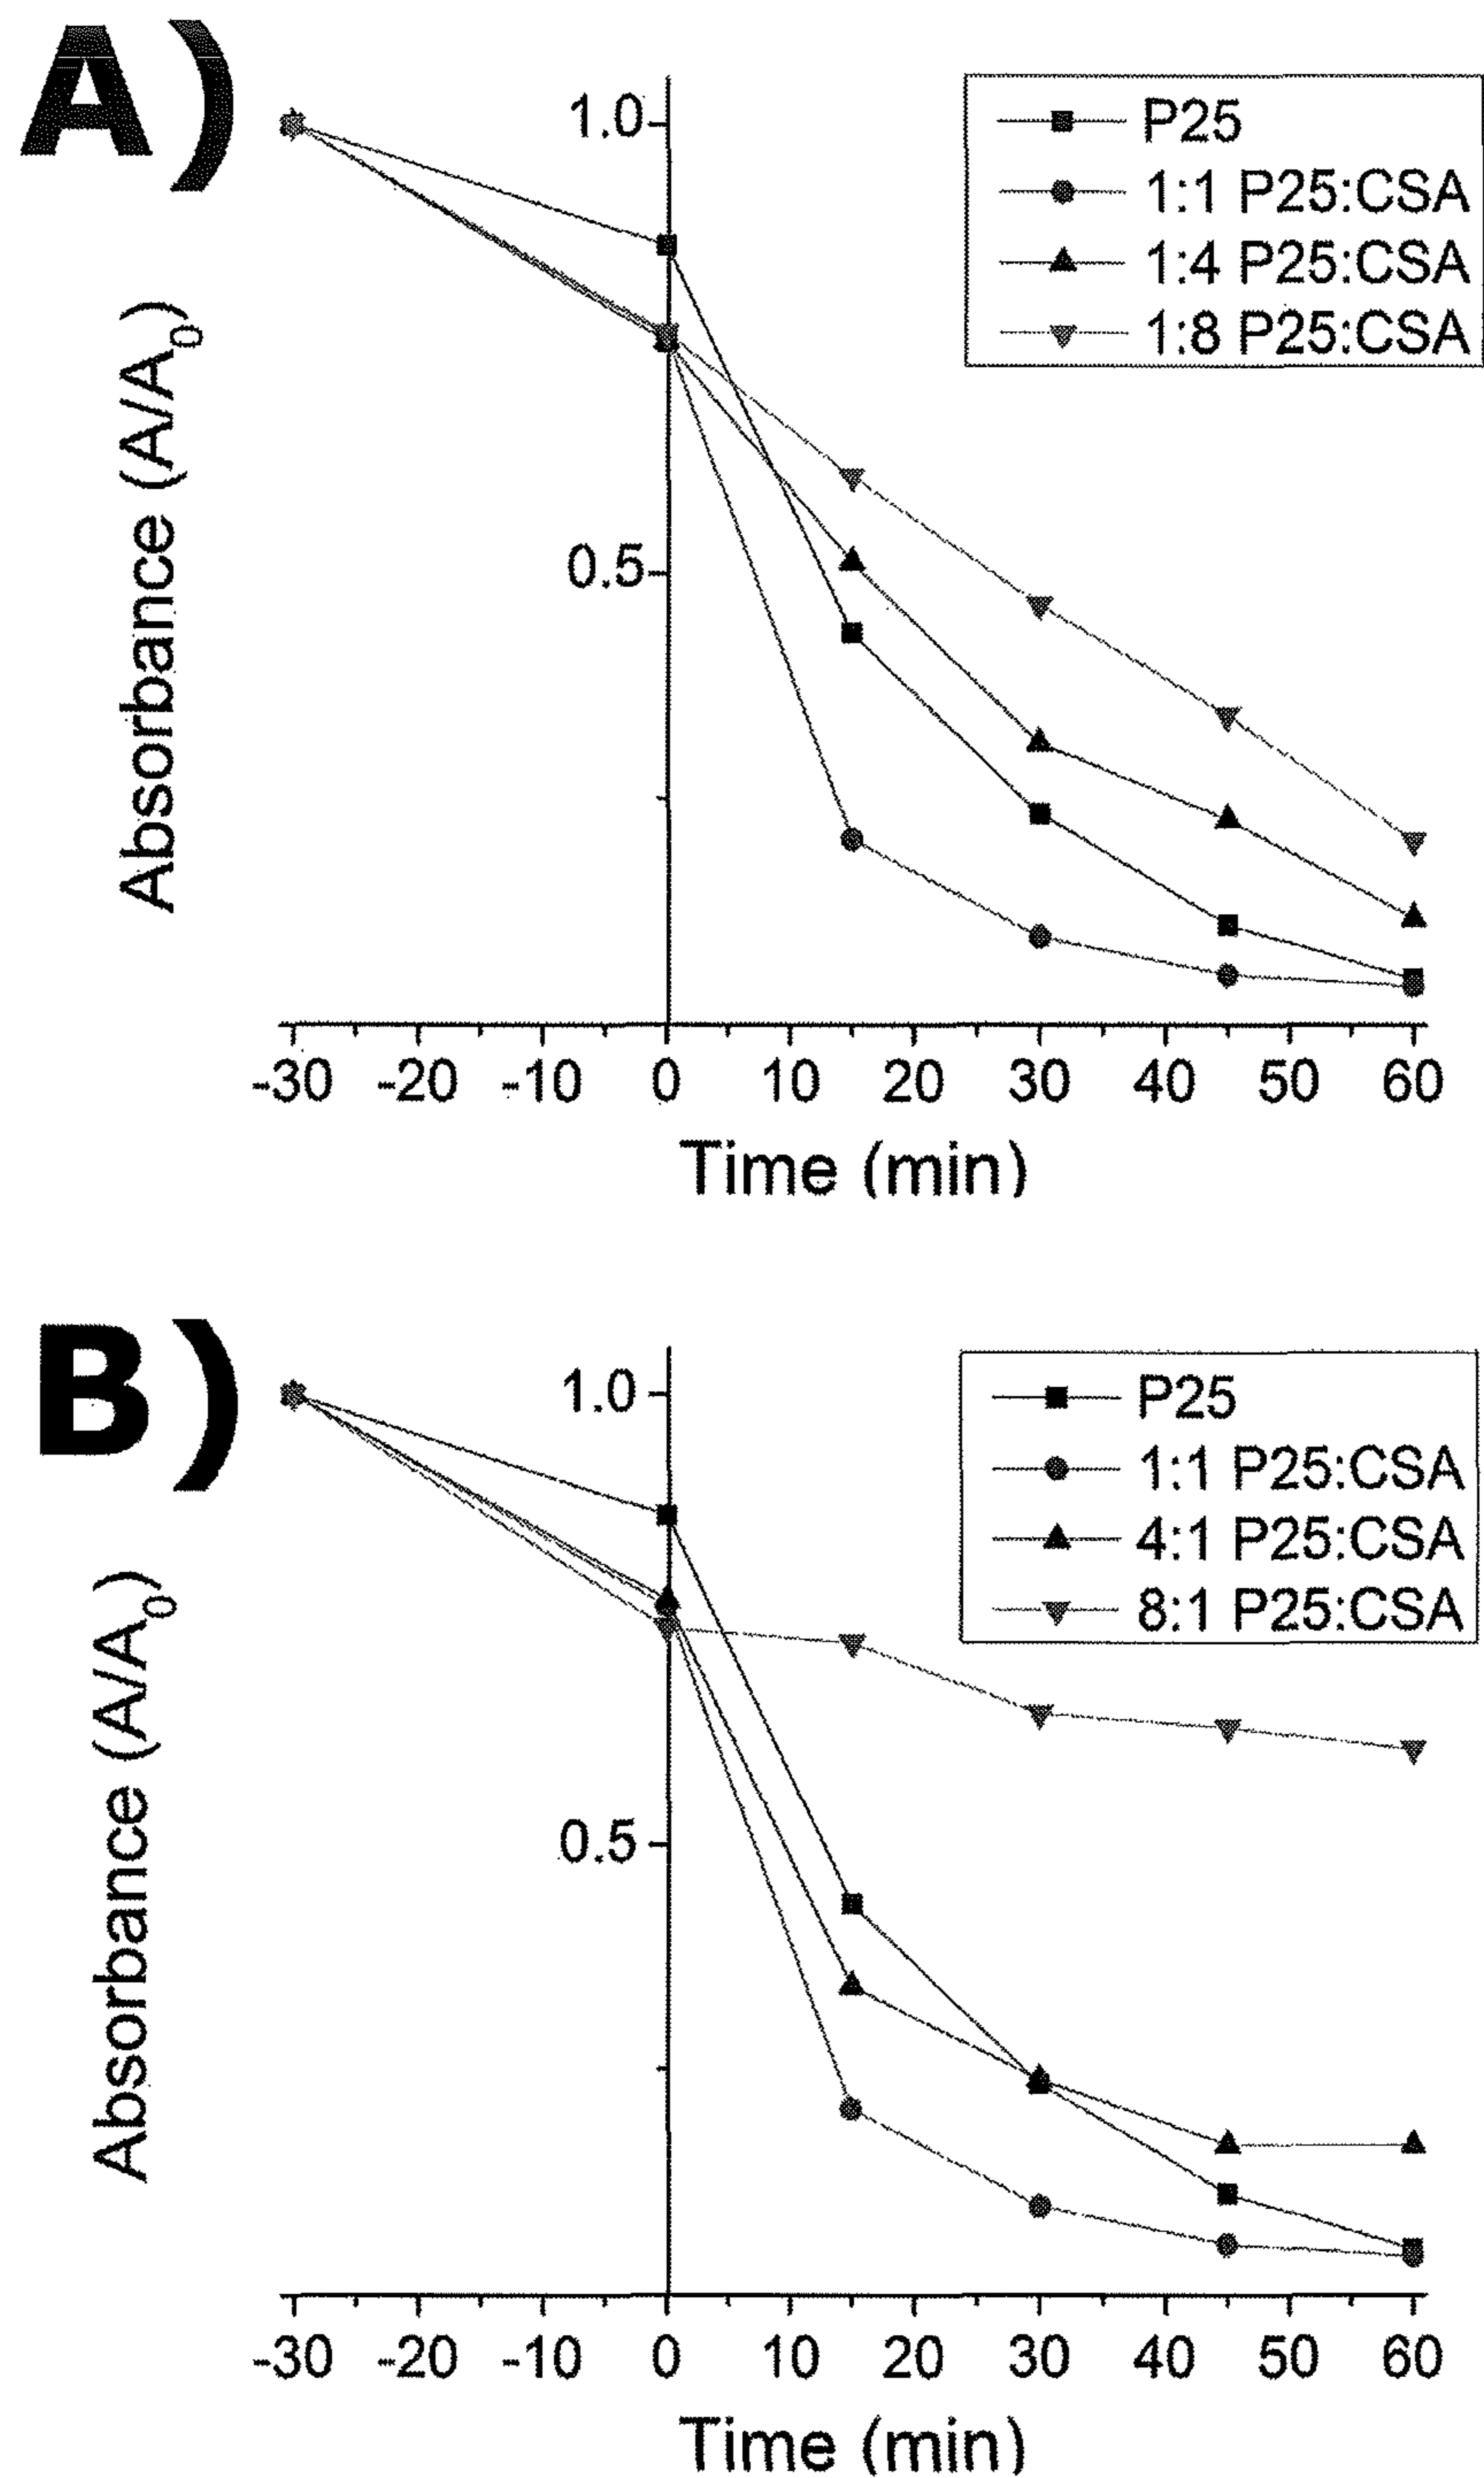 A)
1.0
0.5
Absorbance (A/A0)
P25
1:1 P25:CSA
1:4 P25:CSA
1:8 P25:CSA
-30 -20 -10 0 10 20 30 40 50 60
Time (min)
B)
1.0
0.5
Absorbance (A/A0)
P25
1:1 P25:CSA
4:1 P25:CSA
8:1 P25:CSA
-30 -20 -10 0 10 20 30 40 50 60
Time (min)